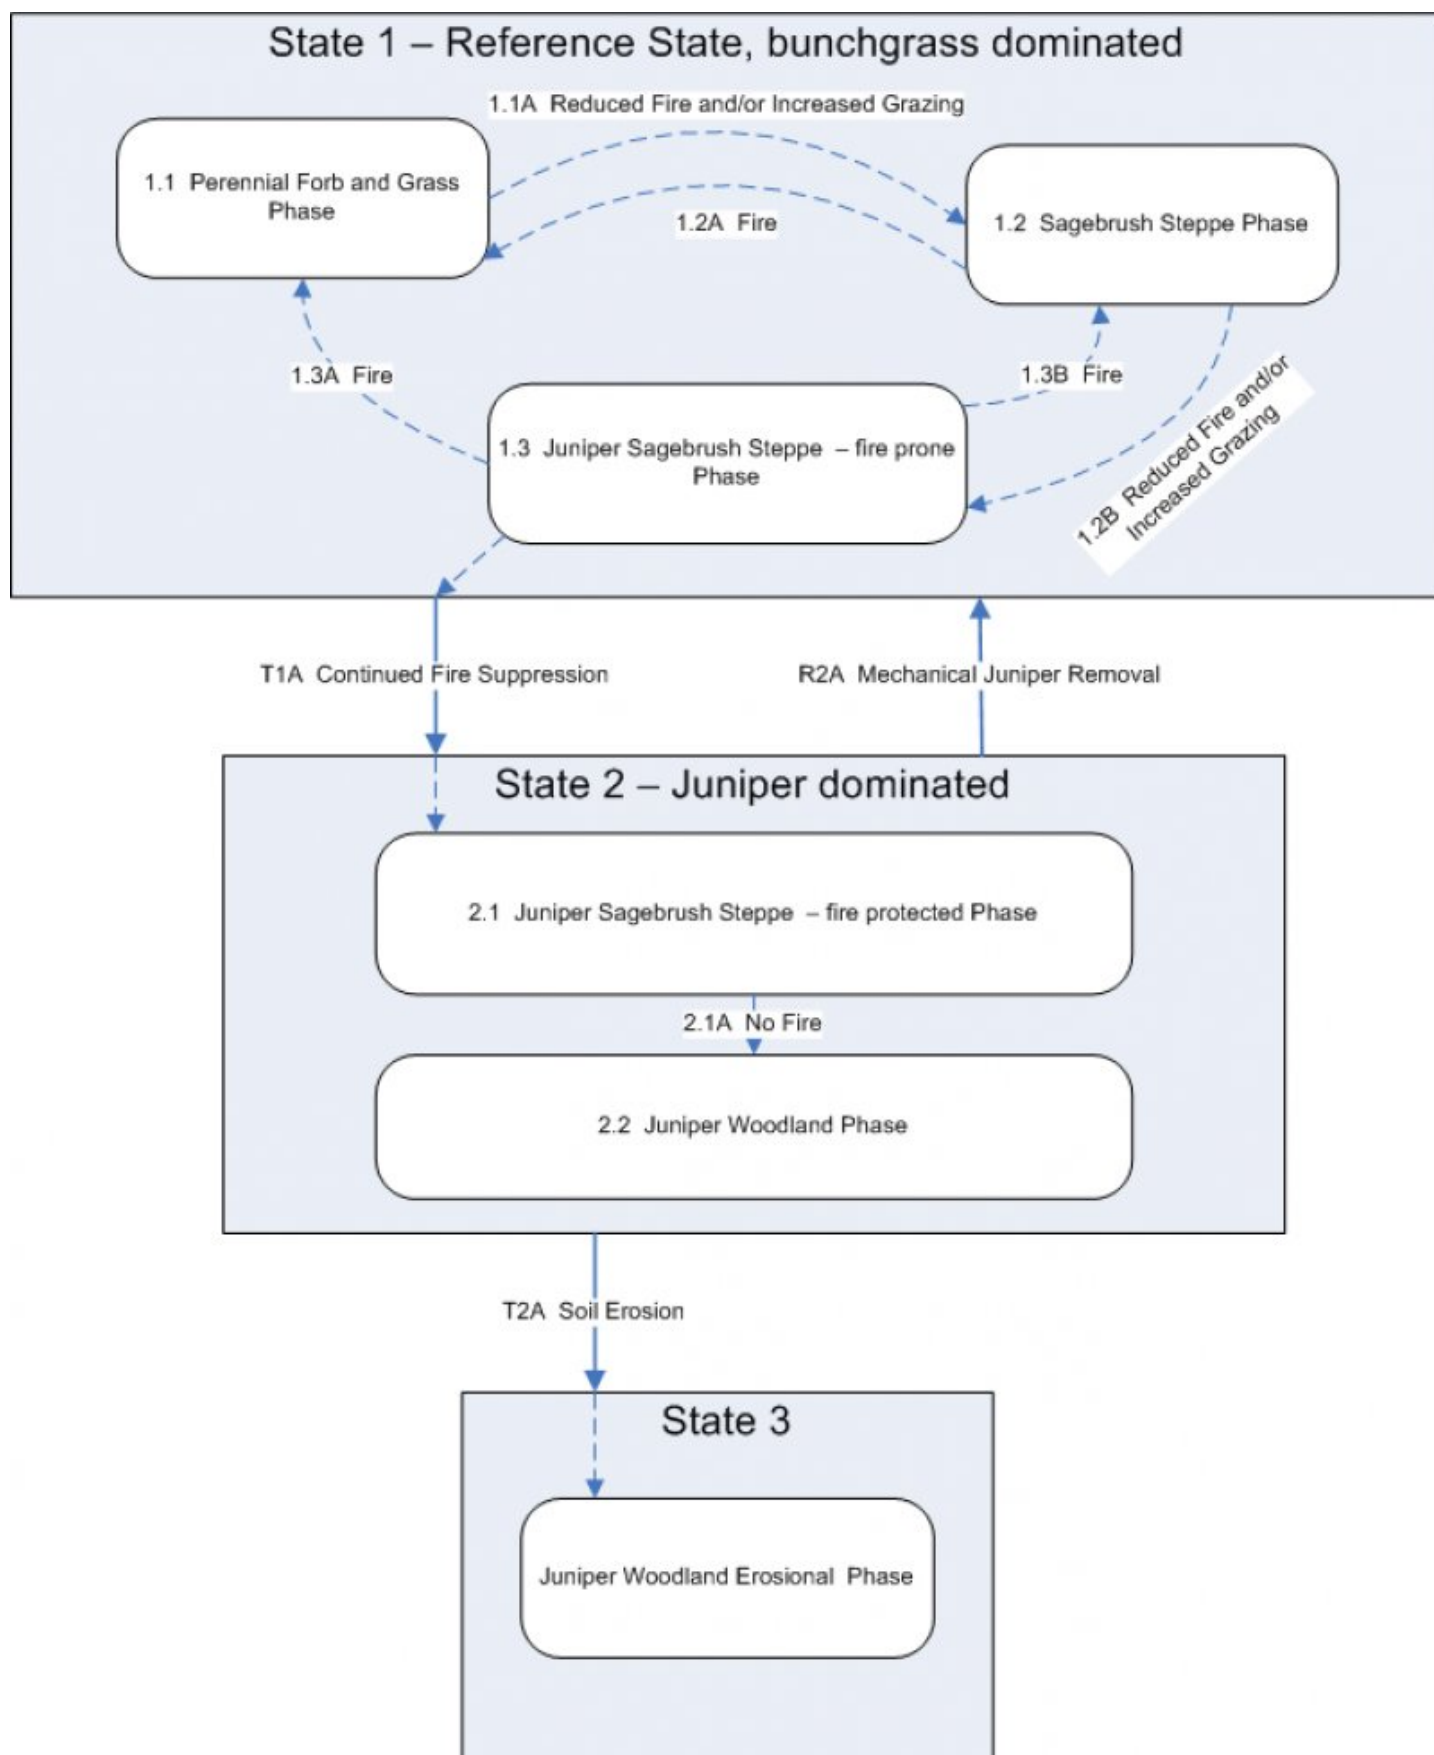 State 1 – Reference State, bunchgrass dominated
1.1A Reduced Fire and/or Increased Grazing
1.1 Perennial Forb and Grass
Phase
1.2A Fire
1.2 Sagebrush Steppe Phase
1.3A Fire
1.3B Fire
1.2B Reduced Fire and/or
Increased Grazing
1.3 Juniper Sagebrush Steppe – fire prone
Phase
T1A Continued Fire Suppression
R2A Mechanical Juniper Removal
State 2 – Juniper dominated
2.1 Juniper Sagebrush Steppe – fire protected Phase
2.1A No Fire
2.2 Juniper Woodland Phase
T2A Soil Erosion
State 3
Juniper Woodland Erosional Phase